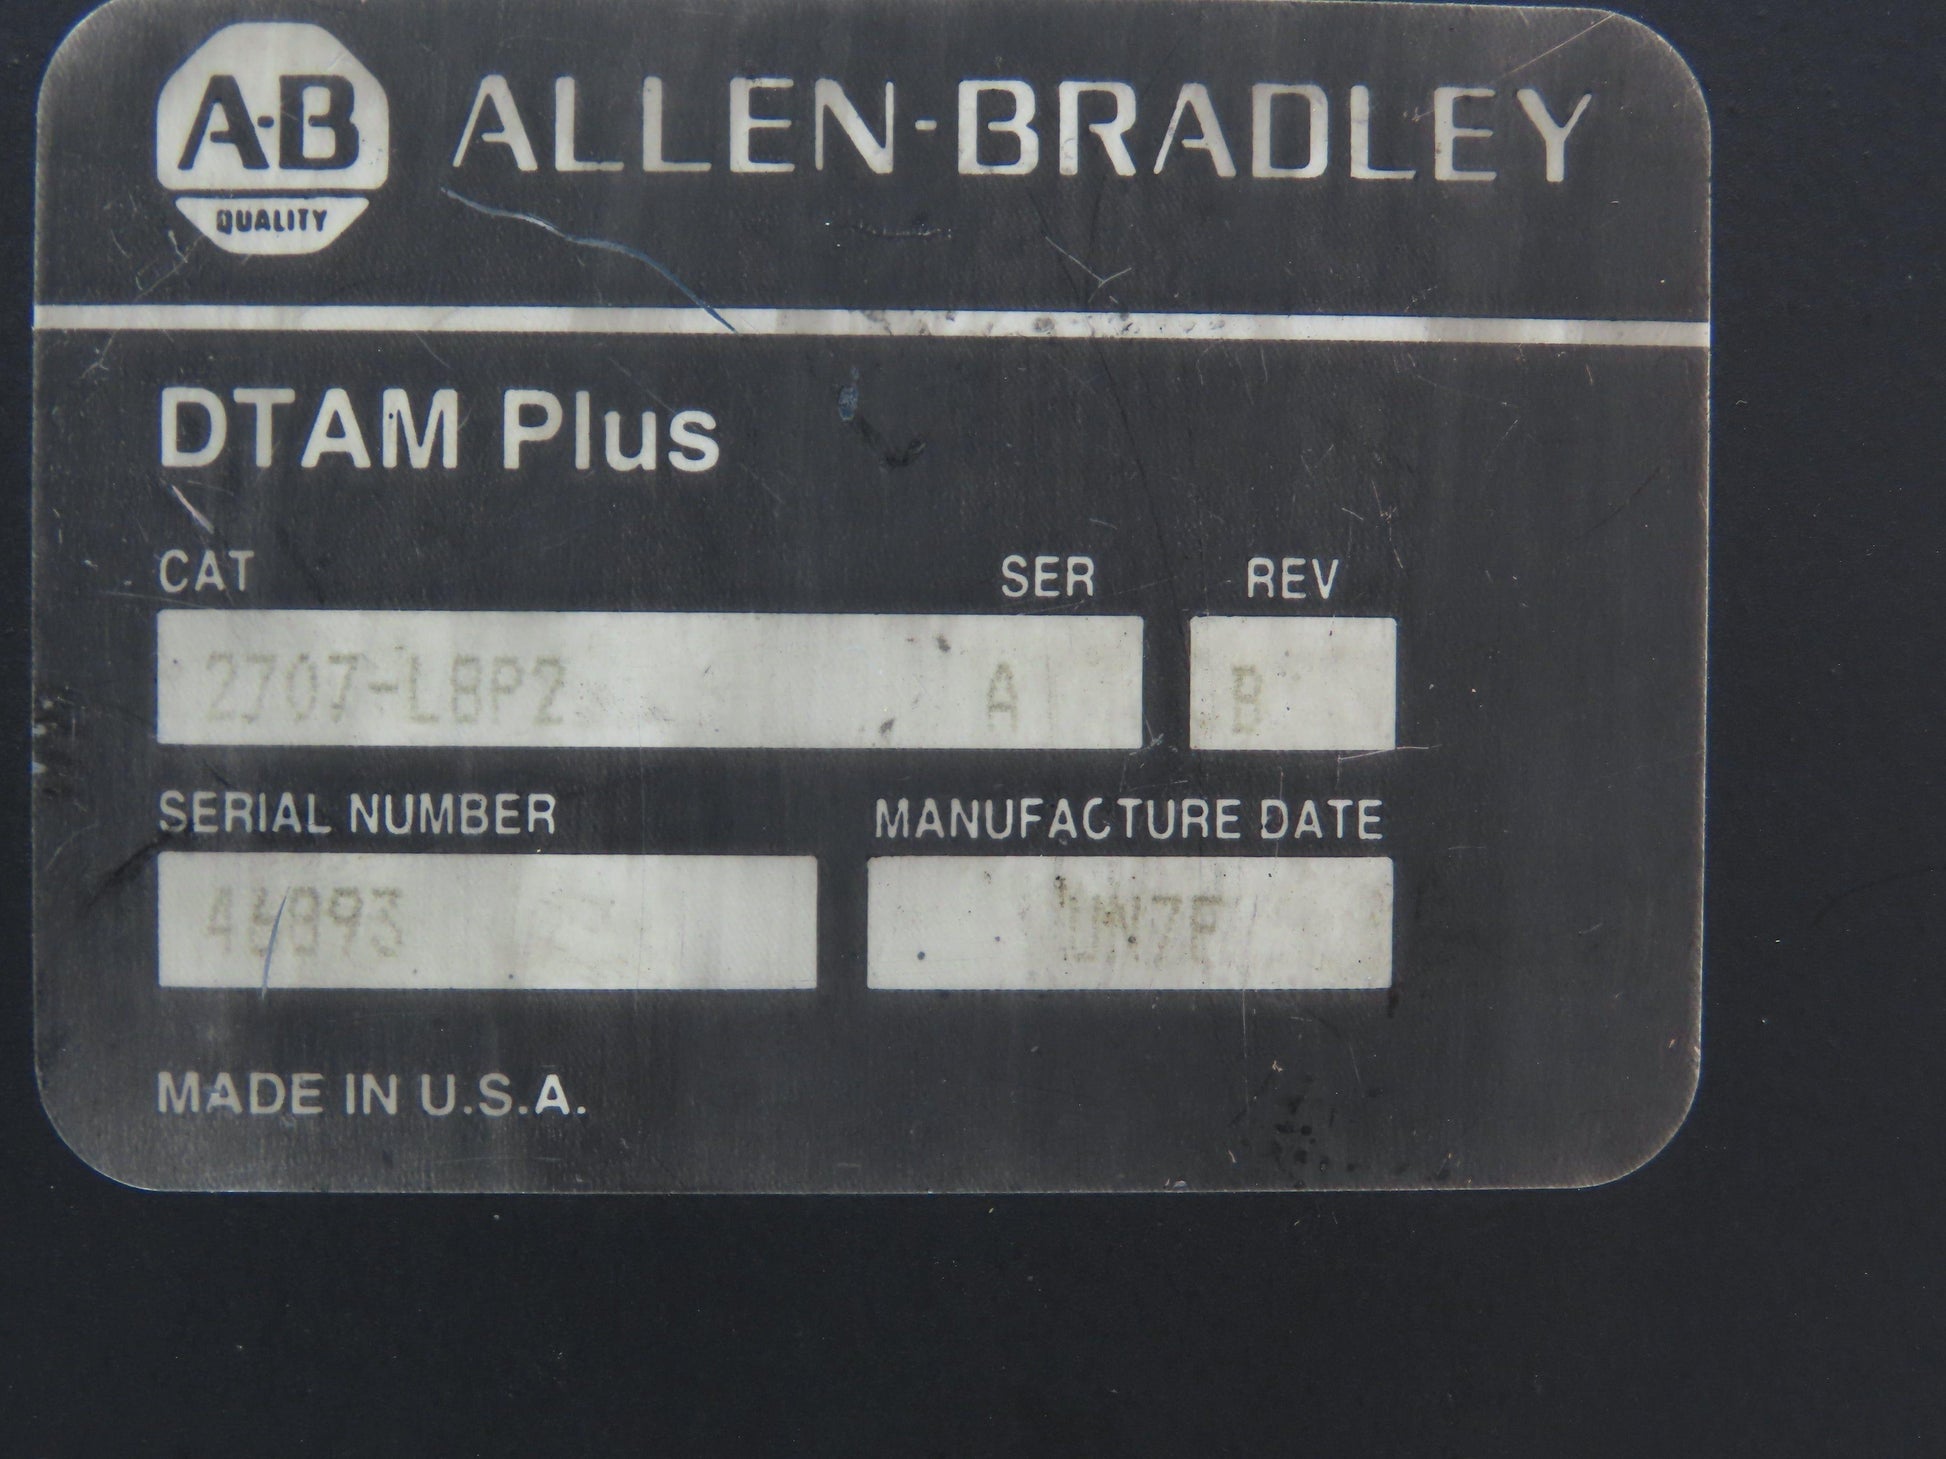 A-B ALLEN-BRADLEY
QUALITY
DTAM Plus
CAT SER REV
2707-L8P2 A B
SERIAL NUMBER MANUFACTURE DATE
MADE IN U.S.A.